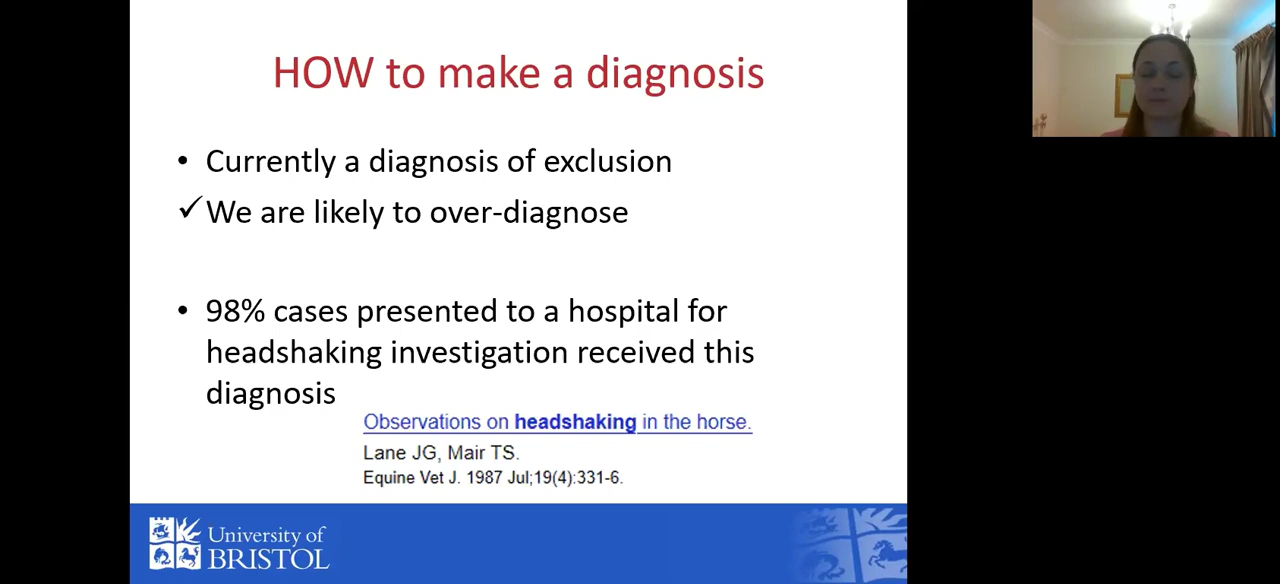 HOW to make a diagnosis
• Currently a diagnosis of exclusion
✓ We are likely to over-diagnose
• 98% cases presented to a hospital for
headshaking investigation received this
diagnosis
Observations on headshaking in the horse.
Lane JG, Mair TS.
Equine Vet J. 1987 Jul;19(4):331-6.
University of
BRISTOL